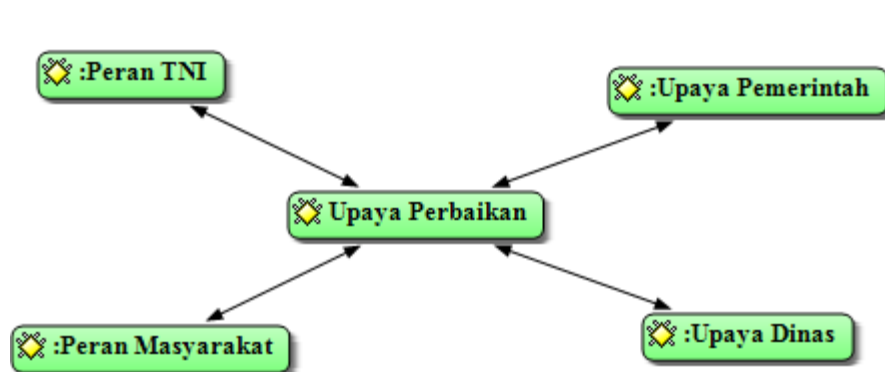 :Peran TNI
:Upaya Pemerintah
Upaya Perbaikan
:Peran Masyarakat
:Upaya Dinas